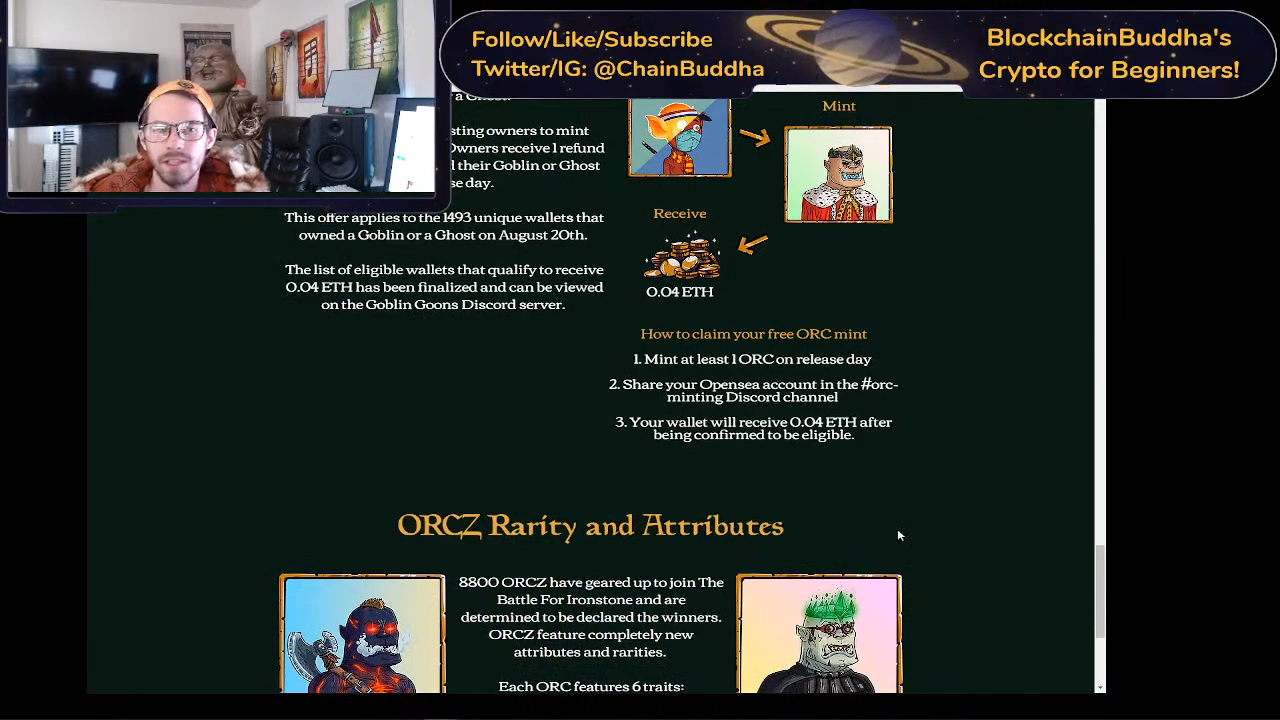 Follow/Like/Subscribe
Twitter/IG: @ChainBuddha
BlockchainBuddha's
Crypto for Beginners!
sting owners to mint
Owners receive 1 refund
their Goblin or Ghost
se day.
This offer applies to the 1493 unique wallets that
owned a Goblin or a Ghost on August 20th.
The list of eligible wallets that qualify to receive
0.04 ETH has been finalized and can be viewed
on the Goblin Goons Discord server.
Mint
Receive
0.04 ETH
How to claim your free ORC mint
1. Mint at least 1 ORC on release day
2. Share your Opensea account in the #orc-
minting Discord channel
3. Your wallet will receive 0.04 ETH after
being confirmed to be eligible.
ORCZ Rarity and Attributes
8800 ORCZ have geared up to join The
Battle For Ironstone and are
determined to be declared the winners.
ORCZ feature completely new
attributes and rarities.
Each ORC features 6 traits: